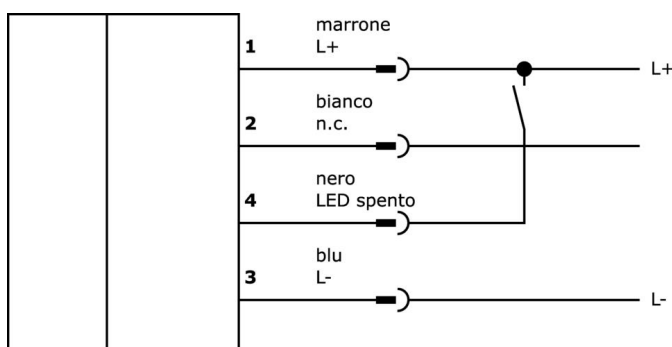 marrone
1 L+
L+
bianco
2 n.c.
nero
4 LED spento
blu
3 L-
L-